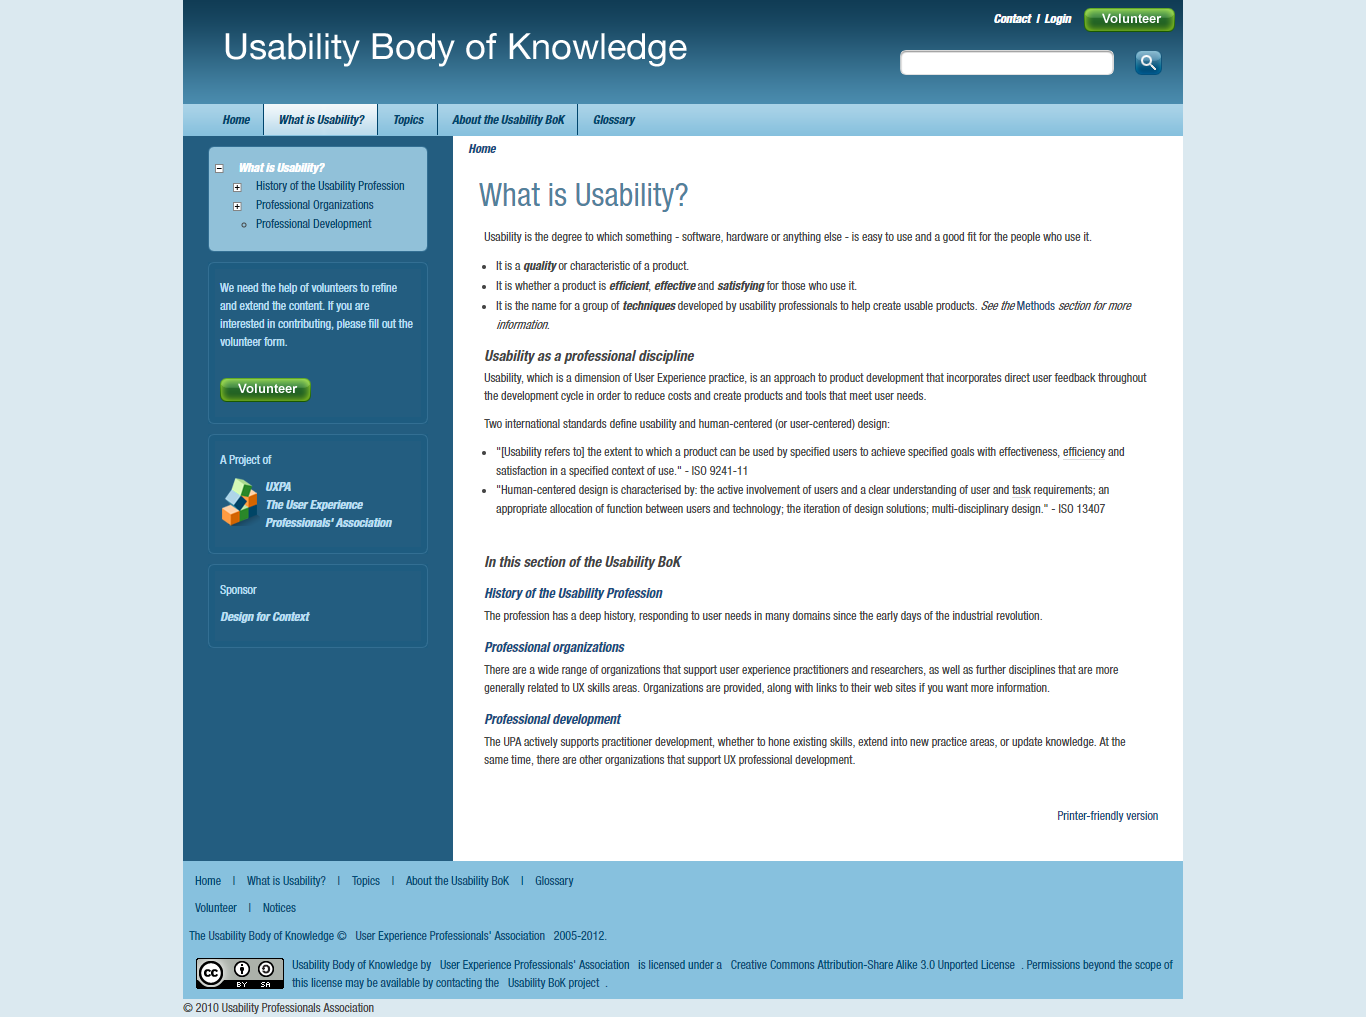 Contact | Login Volunteer
Usability Body of Knowledge
Home What is Usability? Topics About the Usability BoK Glossary
What is Usability?
History of the Usability Profession
Professional Organizations
Professional Development
We need the help of volunteers to refine
and extend the content. If you are
interested in contributing, please fill out the
volunteer form.
Volunteer
A Project of
UXPA
The User Experience
Professionals' Association
Sponsor
Design for Context
Home
What is Usability?
Usability is the degree to which something - software, hardware or anything else - is easy to use and a good fit for the people who use it.
It is a quality or characteristic of a product.
It is whether a product is efficient, effective and satisfying for those who use it.
It is the name for a group of techniques developed by usability professionals to help create usable products. See the Methods section for more
information.
Usability as a professional discipline
Usability, which is a dimension of User Experience practice, is an approach to product development that incorporates direct user feedback throughout
the development cycle in order to reduce costs and create products and tools that meet user needs.
Two international standards define usability and human-centered (or user-centered) design:
"[Usability refers to] the extent to which a product can be used by specified users to achieve specified goals with effectiveness, efficiency and
satisfaction in a specified context of use." - ISO 9241-11
"Human-centered design is characterised by: the active involvement of users and a clear understanding of user and task requirements; an
appropriate allocation of function between users and technology; the iteration of design solutions; multi-disciplinary design." - ISO 13407
In this section of the Usability BoK
History of the Usability Profession
The profession has a deep history, responding to user needs in many domains since the early days of the industrial revolution.
Professional organizations
There are a wide range of organizations that support user experience practitioners and researchers, as well as further disciplines that are more
generally related to UX skills areas. Organizations are provided, along with links to their web sites if you want more information.
Professional development
The UPA actively supports practitioner development, whether to hone existing skills, extend into new practice areas, or update knowledge. At the
same time, there are other organizations that support UX professional development.
Printer-friendly version
Home | What is Usability? | Topics | About the Usability BoK | Glossary
Volunteer | Notices
The Usability Body of Knowledge © User Experience Professionals' Association 2005-2012.
cc BY SA
Usability Body of Knowledge by User Experience Professionals' Association is licensed under a Creative Commons Attribution-Share Alike 3.0 Unported License . Permissions beyond the scope of
this license may be available by contacting the Usability BoK project .
© 2010 Usability Professionals Association